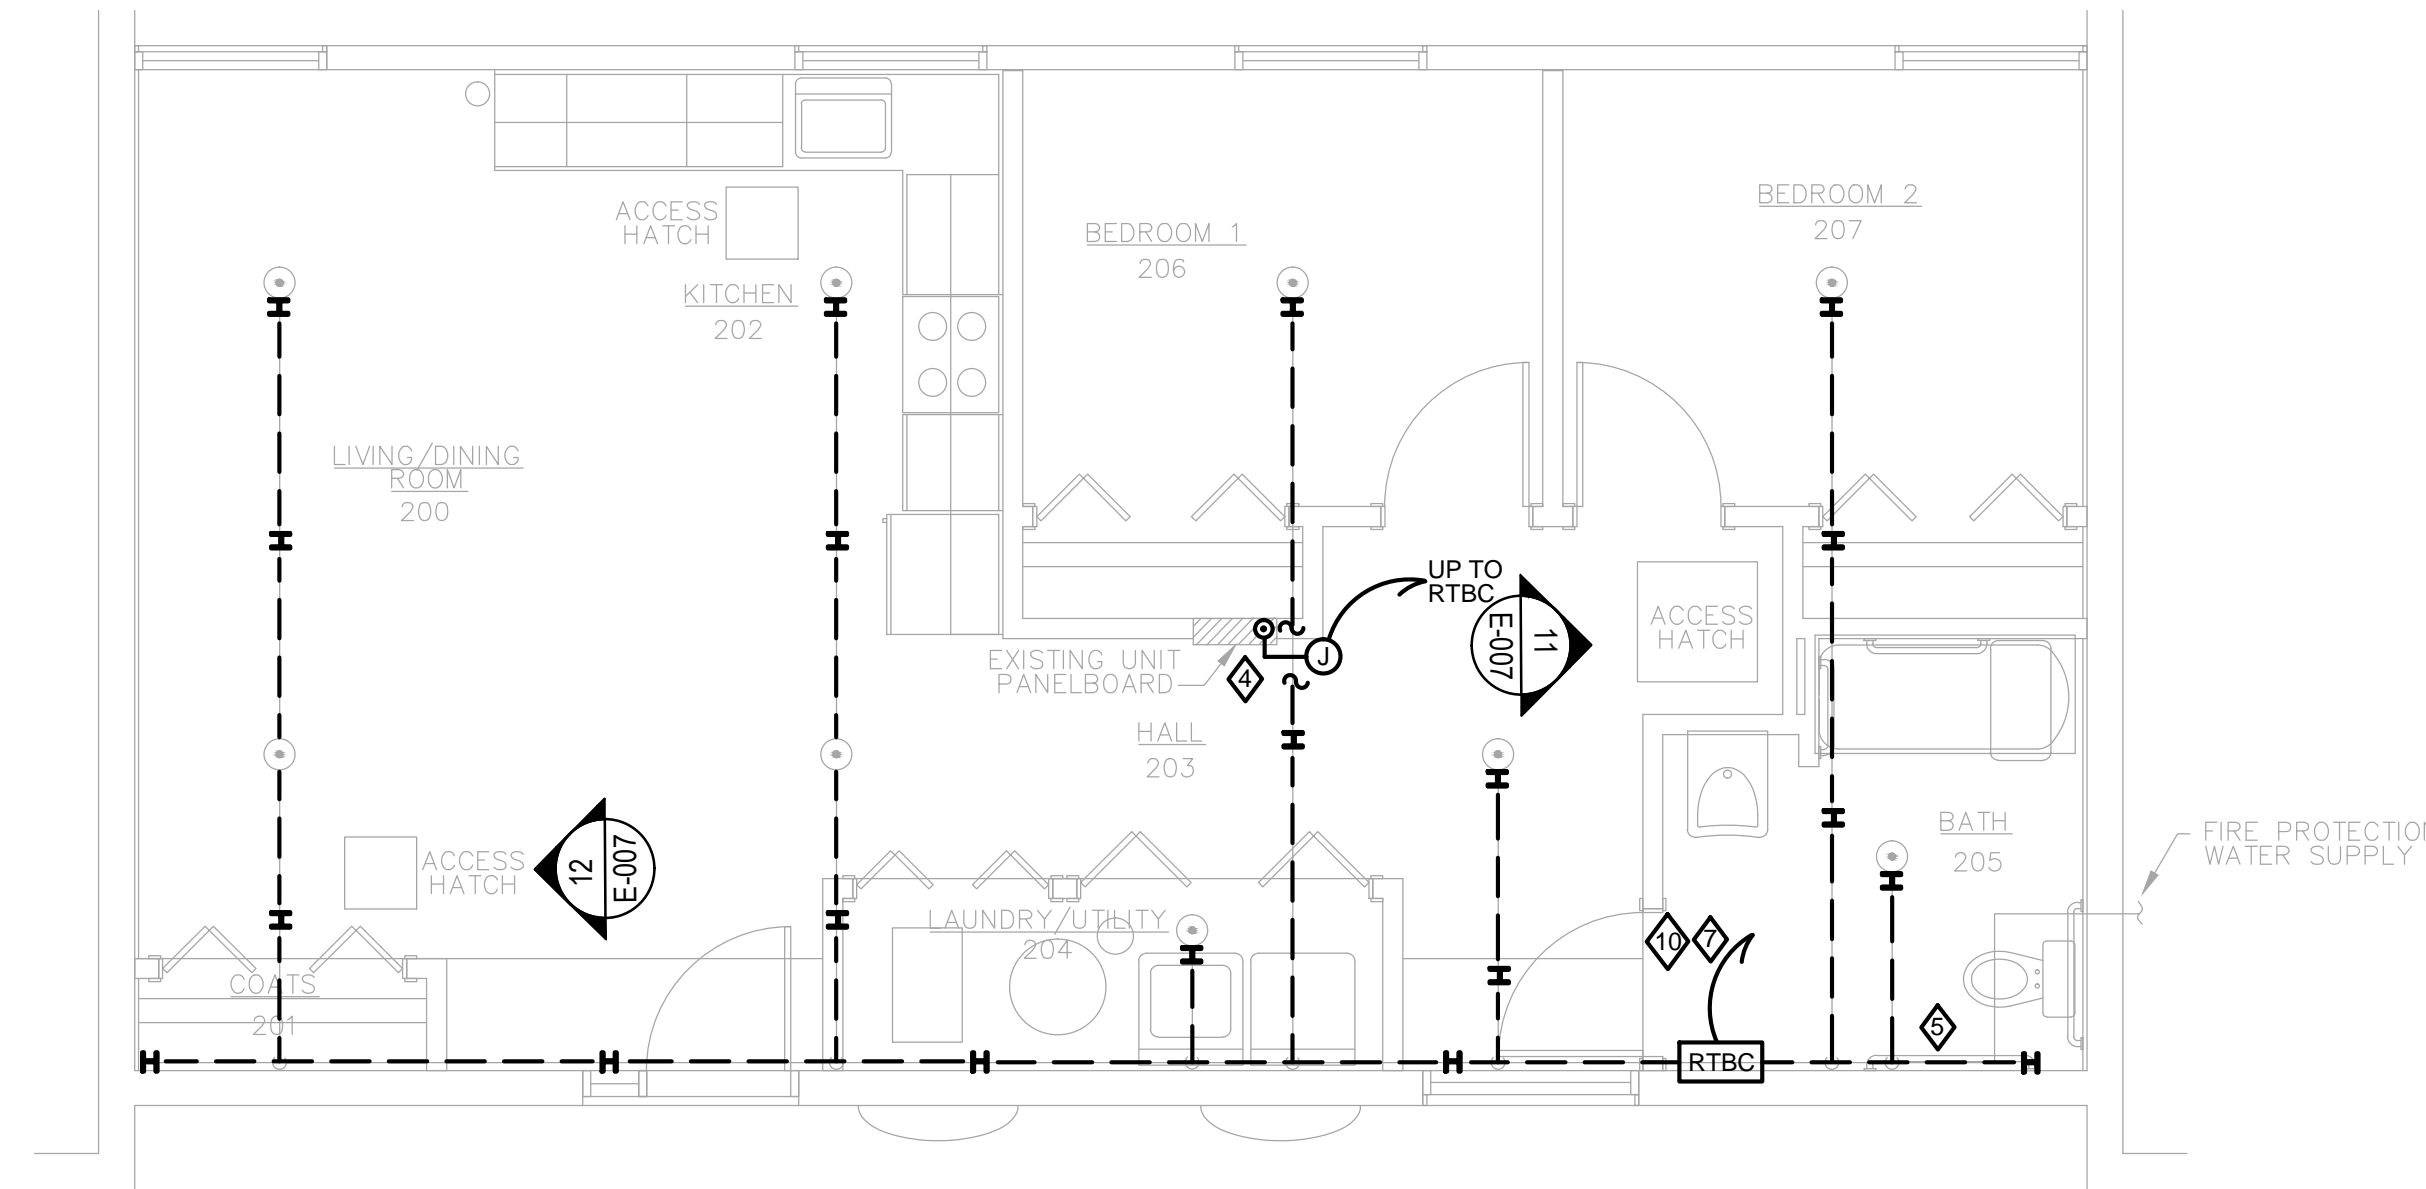 ACCESS
HATCH
KITCHEN
202
BEDROOM 1
206
BEDROOM 2
207
LIVING/DINING
ROOM
200
UP TO
RTBC
J
11
E-007
ACCESS
HATCH
EXISTING UNIT
PANELBOARD
4
HALL
203
12
E-007
ACCESS
HATCH
BATH
205
FIRE PROTECTION
WATER SUPPLY
LAUNDRY/UTILITY
204
10
7
COATS
201
5
RTBC